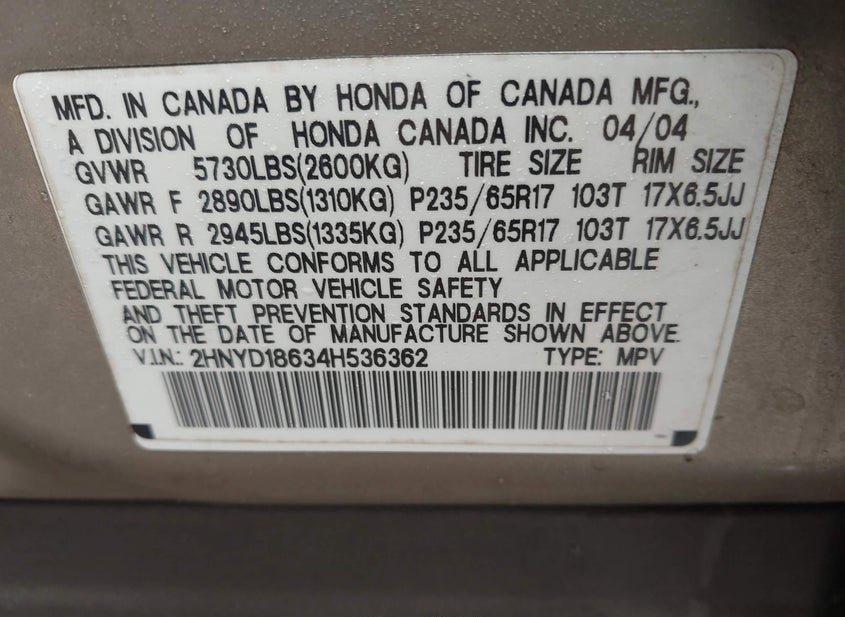 MFD. IN CANADA BY HONDA OF CANADA MFG.,
A DIVISION OF HONDA CANADA INC. 04/04
GVWR 5730LBS(2600KG) TIRE SIZE RIM SIZE
GAWR F 2890LBS(1310KG) P235/65R17 103T 17X6.5JJ
GAWR R 2945LBS(1335KG) P235/65R17 103T 17X6.5JJ
THIS VEHICLE CONFORMS TO ALL APPLICABLE
FEDERAL MOTOR VEHICLE SAFETY
AND THEFT PREVENTION STANDARDS IN EFFECT
ON THE DATE OF MANUFACTURE SHOWN ABOVE.
V.I.N.: 2HNYD18634H536362 TYPE: MPV